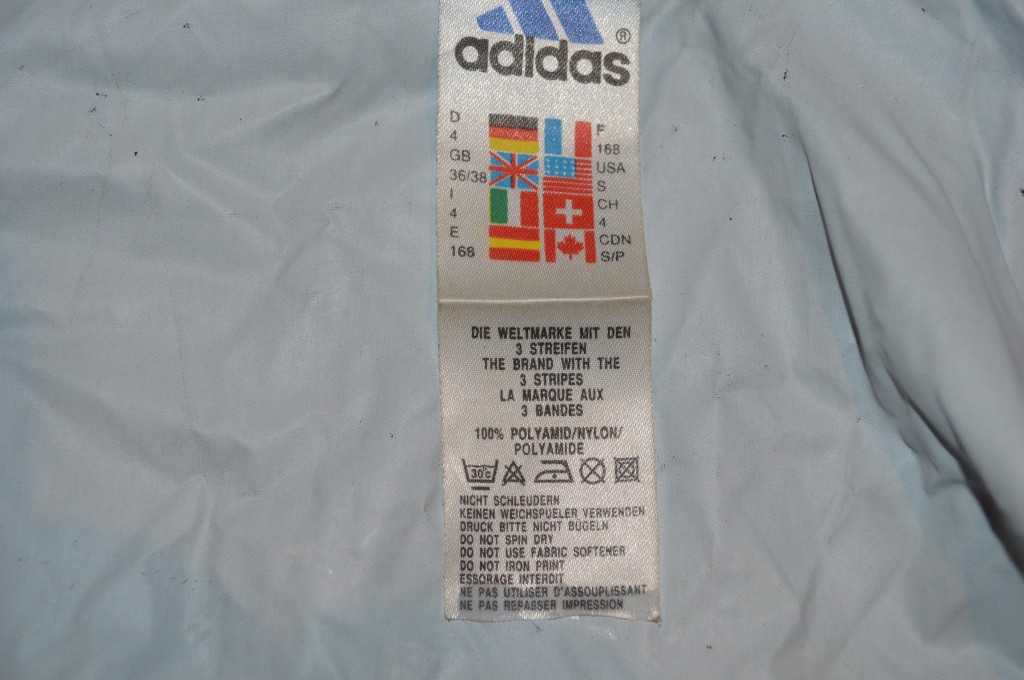 adidas®
D
4
GB
36/38
I
4
E
168
F
168
USA
S
CH
4
CDN
S/P
DIE WELTMARKE MIT DEN
3 STREIFEN
THE BRAND WITH THE
3 STRIPES
LA MARQUE AUX
3 BANDES
100% POLYAMID/NYLON/
POLYAMIDE
30°C
NICHT SCHLEUDERN
KEINEN WEICHSPUELER VERWENDEN
DRUCK BITTE NICHT BÜGELN
DO NOT SPIN DRY
DO NOT USE FABRIC SOFTENER
DO NOT IRON PRINT
ESSORAGE INTERDIT
NE PAS UTILISER D'ASSOUPLISSANT
NE PAS REPASSER IMPRESSION